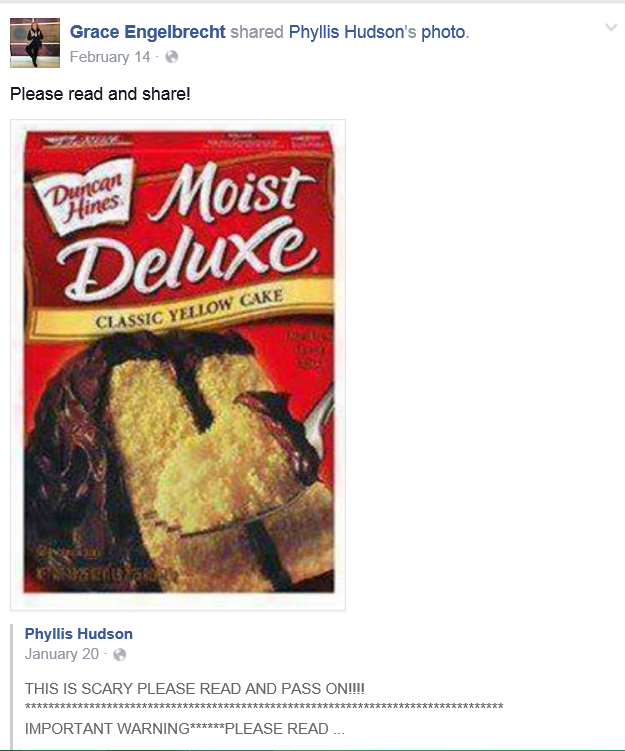 Grace Engelbrecht shared Phyllis Hudson's photo.
February 14 ·
Please read and share!
Duncan
Hines
Moist
Deluxe
CLASSIC YELLOW CAKE
Phyllis Hudson
January 20 ·
THIS IS SCARY PLEASE READ AND PASS ON!!!!
************************************************************************************
IMPORTANT WARNING******PLEASE READ ...